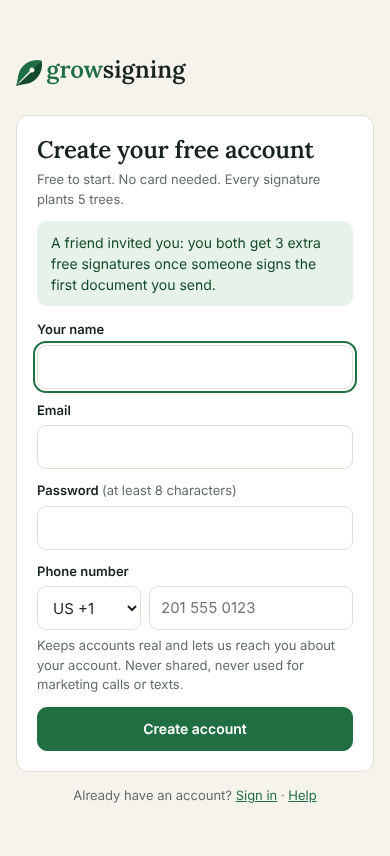 growsigning
Create your free account
Free to start. No card needed. Every signature
plants 5 trees.
A friend invited you: you both get 3 extra
free signatures once someone signs the
first document you send.
Your name
Email
Password (at least 8 characters)
Phone number
US +1 201 555 0123
Keeps accounts real and lets us reach you about
your account. Never shared, never used for
marketing calls or texts.
Create account
Already have an account? Sign in · Help